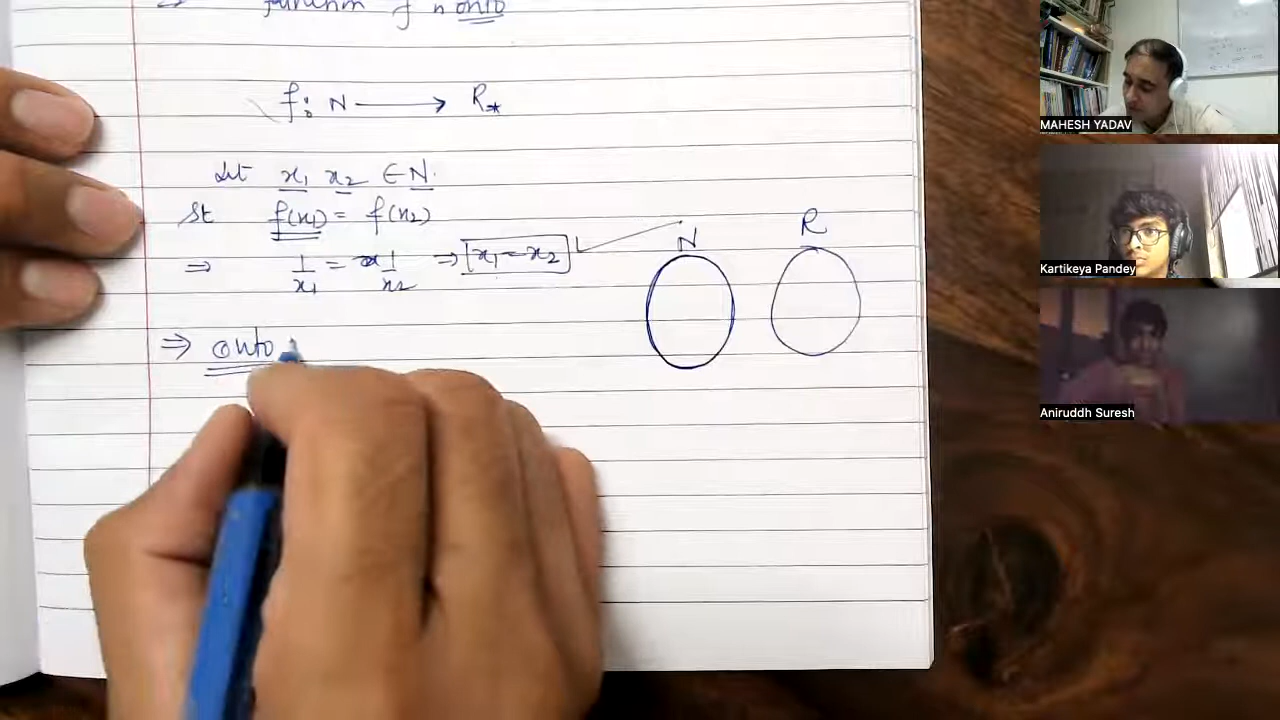 function f is onto
f: N → R*
Let x₁ x₂ ∈ N.
St f(x₁) = f(x₂)
⇒ 1/x₁ = 1/x₂ ⇒ x₁ = x₂
N R
⇒ onto :
MAHESH YADAV
Kartikeya Pandey
Aniruddh Suresh